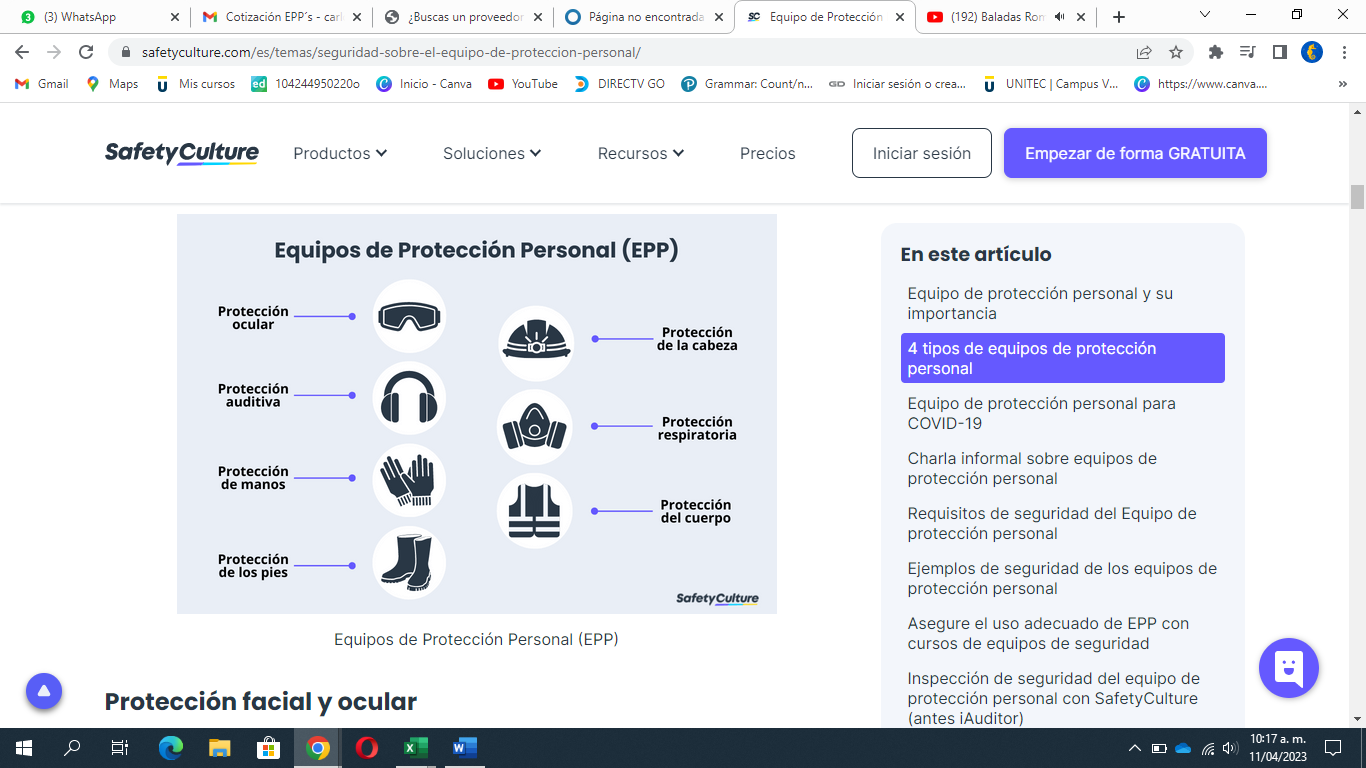 (3) WhatsApp
Cotización EPP´s - carl
¿Buscas un proveedor
Página no encontrada
SC
Equipo de Protección
(192) Baladas Rom
safetyculture.com/es/temas/seguridad-sobre-el-equipo-de-proteccion-personal/
Gmail
Maps
Mis cursos
ed
104244950220o
Inicio - Canva
YouTube
DIRECTV GO
Grammar: Count/n...
Iniciar sesión o crea...
UNITEC | Campus V...
https://www.canva....
»
SafetyCulture
Productos
Soluciones
Recursos
Precios
Iniciar sesión
Empezar de forma GRATUITA
Equipos de Protección Personal (EPP)
Protección
ocular
Protección
auditiva
Protección
de manos
Protección
de los pies
Protección
de la cabeza
Protección
respiratoria
Protección
del cuerpo
SafetyCulture
Equipos de Protección Personal (EPP)
Protección facial y ocular
En este artículo
Equipo de protección personal y su
importancia
4 tipos de equipos de protección
personal
Equipo de protección personal para
COVID-19
Charla informal sobre equipos de
protección personal
Requisitos de seguridad del Equipo de
protección personal
Ejemplos de seguridad de los equipos de
protección personal
Asegure el uso adecuado de EPP con
cursos de equipos de seguridad
Inspección de seguridad del equipo de
protección personal con SafetyCulture
(antes iAuditor)
10:17 a. m.
11/04/2023